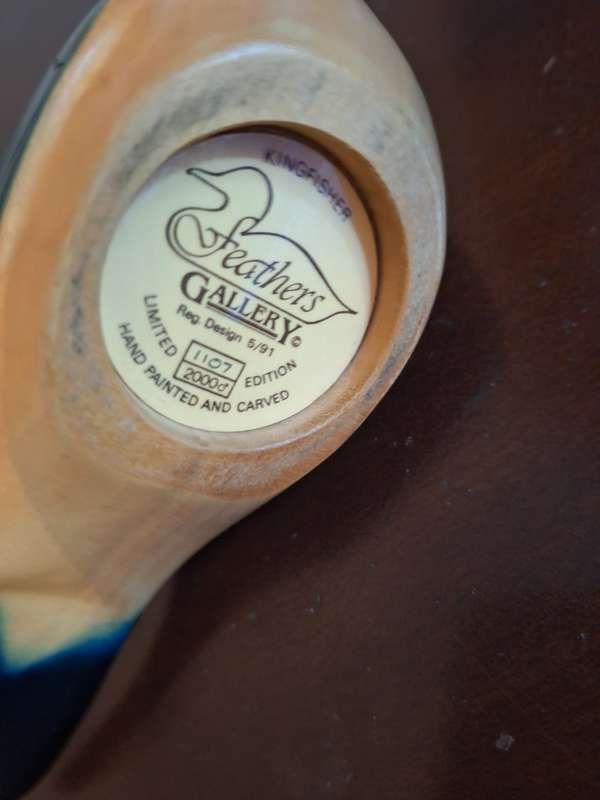 KINGFISHER
Feathers
GALLERY©
Reg. Design 5/91
LIMITED EDITION
1107
2000♂
HAND PAINTED AND CARVED